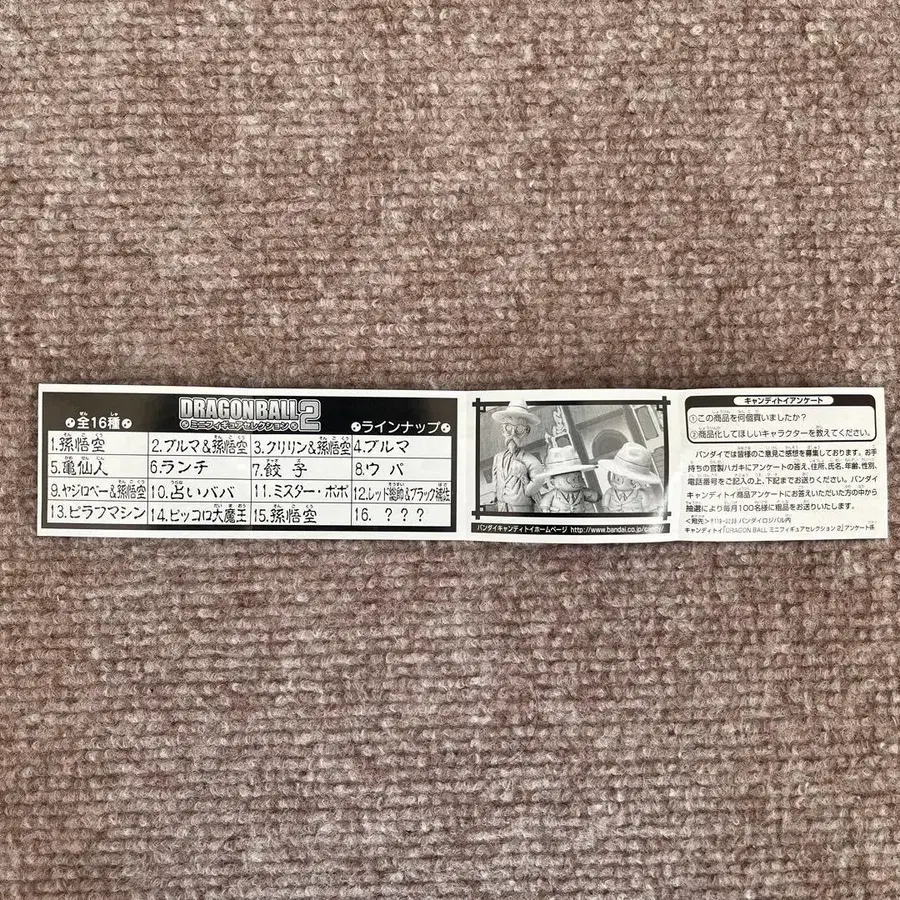 全16種
DRAGONBALL2
ミニフィギュアセレクション
ラインナップ
1.孫悟空
2.ブルマ&孫悟空
3.クリリン&孫悟空
4.ブルマ
5.亀仙人
6.ランチ
7.餃子
8.ウパ
9.ヤジロベー&孫悟空
10.占いババ
11.ミスター・ポポ
12.レッド総帥&ブラック補佐
13.ピラフマシン
14.ピッコロ大魔王
15.孫悟空
16.???
バンダイキャンディトイホームページ http://www.bandai.co.jp/candy/
キャンディトイアンケート
①この商品を何個買いましたか?
②商品化してほしいキャラクターを教えてください。
バンダイでは皆様のご意見ご感想を募集しております。お手
持ちの官製ハガキにアンケートの答え、住所、氏名、年齢、性別、
電話番号をご記入の上、下記までお送りください。バンダイ
キャンディトイ商品アンケートにお答えいただいた方の中から
抽選により毎月100名様に粗品をお送りいたします。
<宛先> バンダイロジパル内
キャンディトイ「DRAGON BALL ミニフィギュアセレクション 2」アンケート係